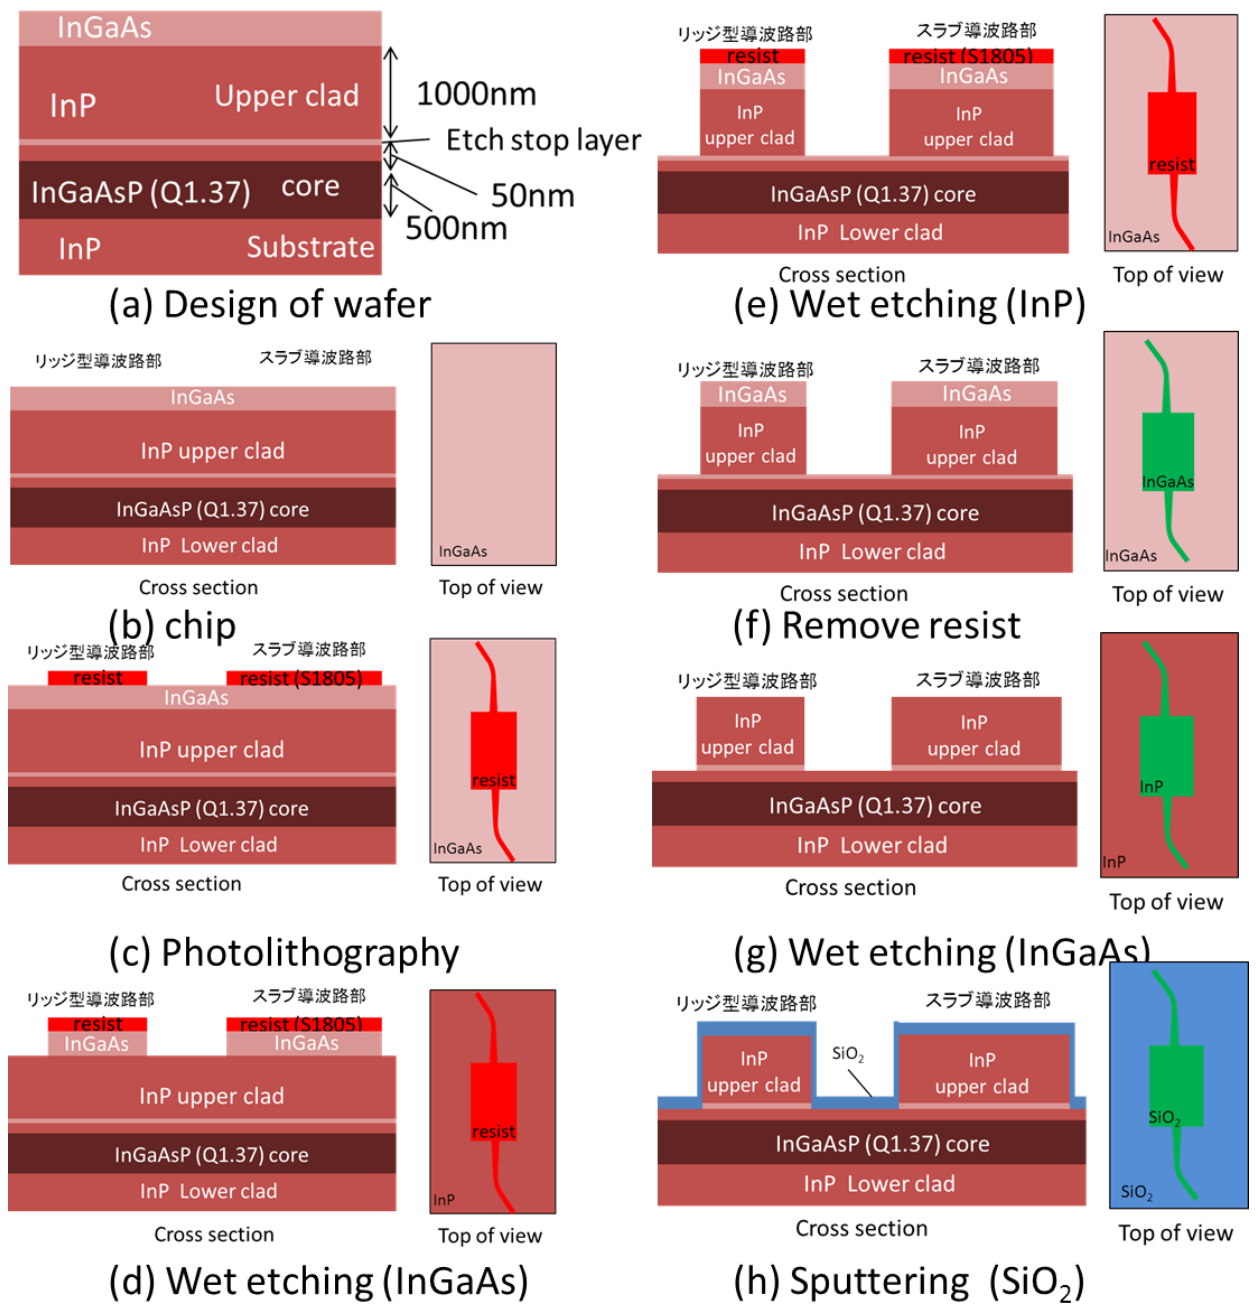 InGaAs
InP
Upper clad
1000nm
Etch stop layer
InGaAsP (Q1.37)
core
50nm
500nm
InP
Substrate
(a) Design of wafer
リッジ型導波路部
スラブ導波路部
InGaAs
InP upper clad
InGaAsP (Q1.37) core
InP Lower clad
Cross section
InGaAs
Top of view
(b) chip
リッジ型導波路部
スラブ導波路部
resist
resist (S1805)
InGaAs
InP upper clad
InGaAsP (Q1.37) core
InP Lower clad
Cross section
resist
InGaAs
Top of view
(c) Photolithography
リッジ型導波路部
スラブ導波路部
resist
resist (S1805)
InGaAs
InGaAs
InP upper clad
InGaAsP (Q1.37) core
InP Lower clad
Cross section
resist
InP
Top of view
(d) Wet etching (InGaAs)
リッジ型導波路部
スラブ導波路部
resist
resist (S1805)
InGaAs
InGaAs
InP
upper clad
InP
upper clad
InGaAsP (Q1.37) core
InP Lower clad
Cross section
resist
InGaAs
Top of view
(e) Wet etching (InP)
リッジ型導波路部
スラブ導波路部
InGaAs
InGaAs
InP
upper clad
InP
upper clad
InGaAsP (Q1.37) core
InP Lower clad
Cross section
InGaAs
InGaAs
Top of view
(f) Remove resist
リッジ型導波路部
スラブ導波路部
InP
upper clad
InP
upper clad
InGaAsP (Q1.37) core
InP Lower clad
Cross section
InP
InP
Top of view
(g) Wet etching (InGaAs)
リッジ型導波路部
スラブ導波路部
InP
upper clad
SiO₂
InP
upper clad
InGaAsP (Q1.37) core
InP Lower clad
Cross section
SiO₂
SiO₂
Top of view
(h) Sputtering (SiO₂)